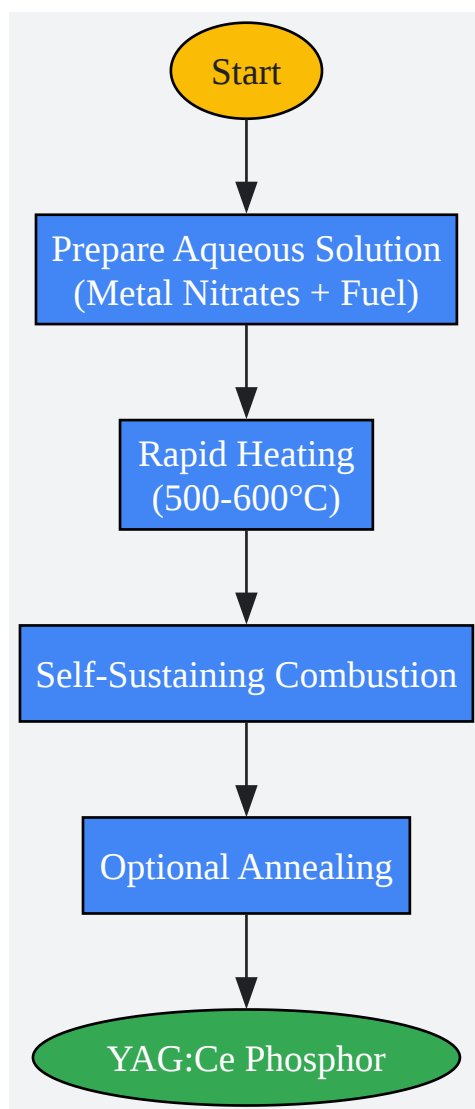 Start
Prepare Aqueous Solution
(Metal Nitrates + Fuel)
Rapid Heating
(500-600°C)
Self-Sustaining Combustion
Optional Annealing
YAG:Ce Phosphor